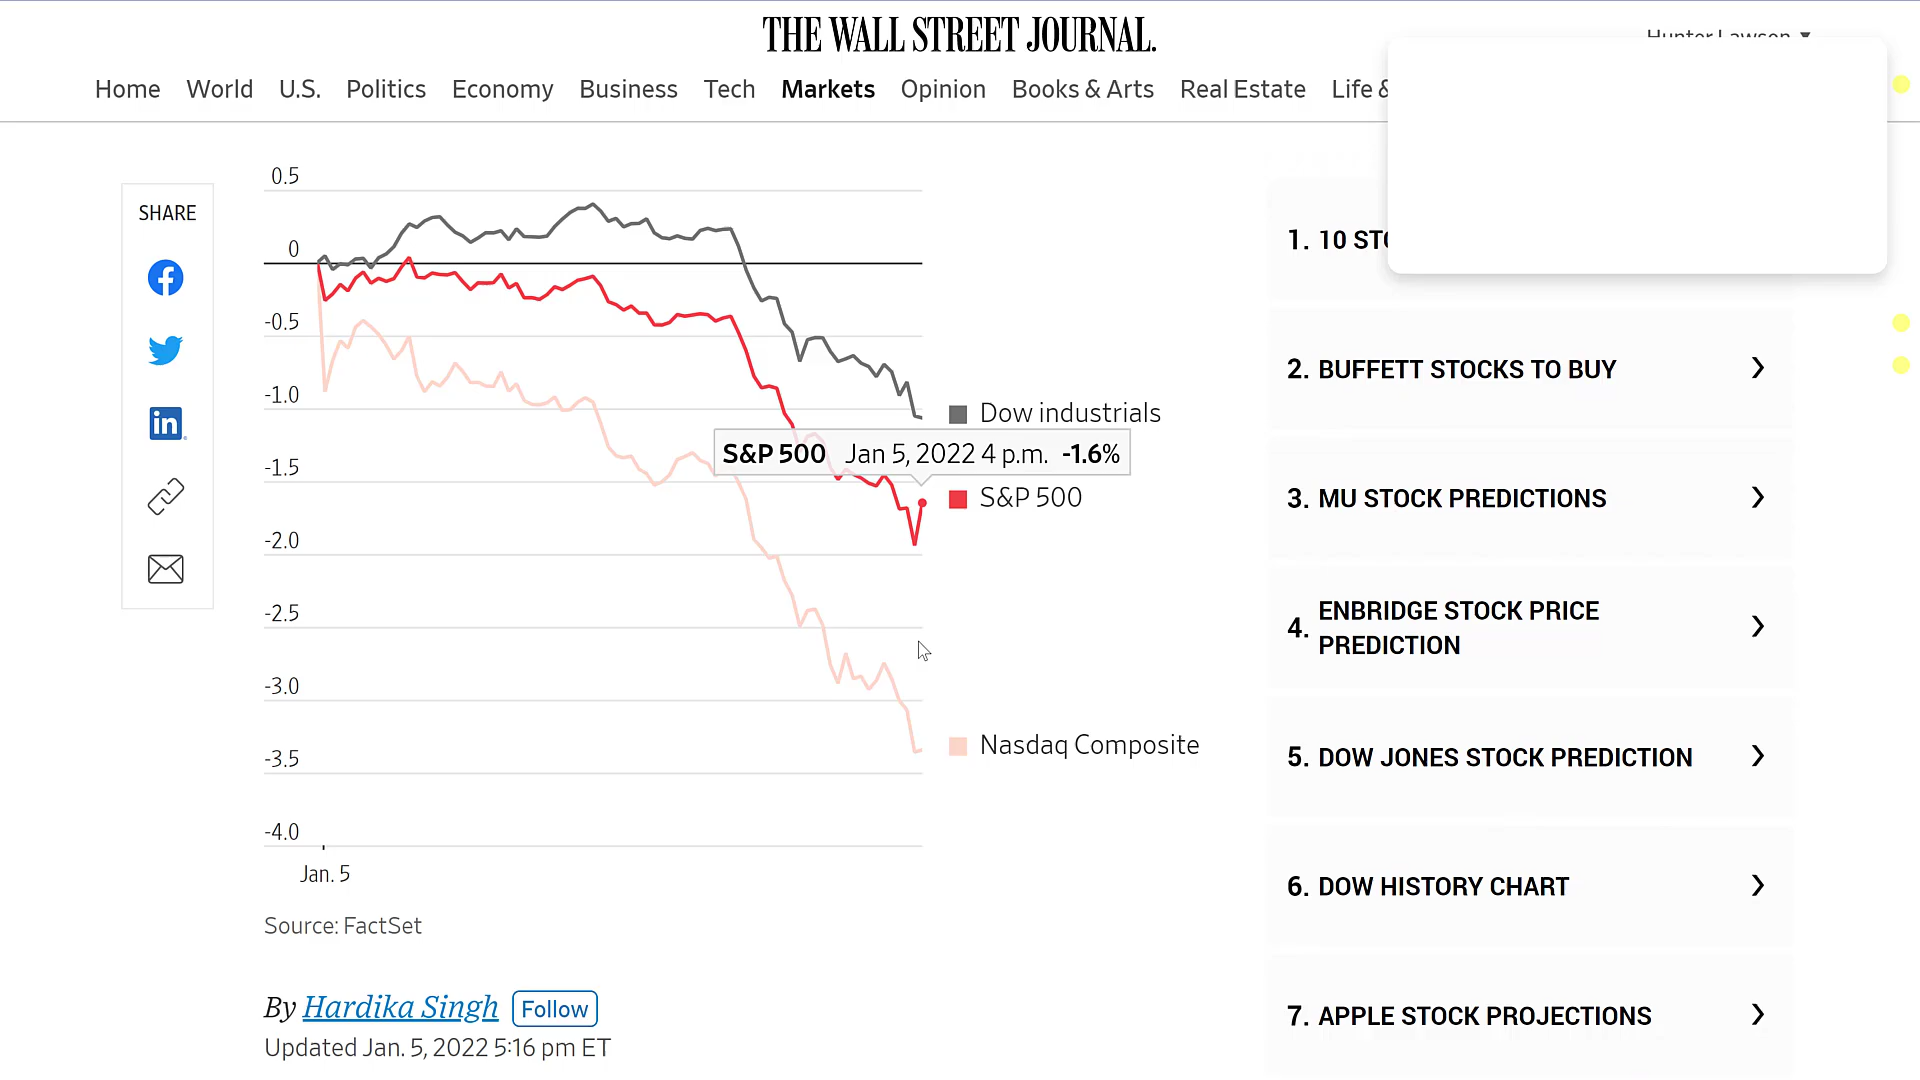 THE WALL STREET JOURNAL.
Home World U.S. Politics Economy Business Tech Markets Opinion Books & Arts Real Estate Life &
SHARE
0.5
0
-0.5
-1.0
-1.5
-2.0
-2.5
-3.0
-3.5
-4.0
Jan. 5
Dow industrials
S&P 500 Jan 5, 2022 4 p.m. -1.6%
S&P 500
Nasdaq Composite
Source: FactSet
By Hardika Singh Follow
Updated Jan. 5, 2022 5:16 pm ET
1. 10
2. BUFFETT STOCKS TO BUY
3. MU STOCK PREDICTIONS
4. ENBRIDGE STOCK PRICE
PREDICTION
5. DOW JONES STOCK PREDICTION
6. DOW HISTORY CHART
7. APPLE STOCK PROJECTIONS